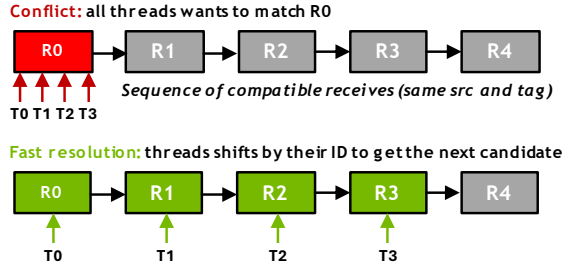 Conflict: all threads wants to match R0
R0 R1 R2 R3 R4
T0 T1 T2 T3
Sequence of compatible receives (same src and tag)
Fast resolution: threads shifts by their ID to get the next candidate
R0 R1 R2 R3 R4
T0 T1 T2 T3